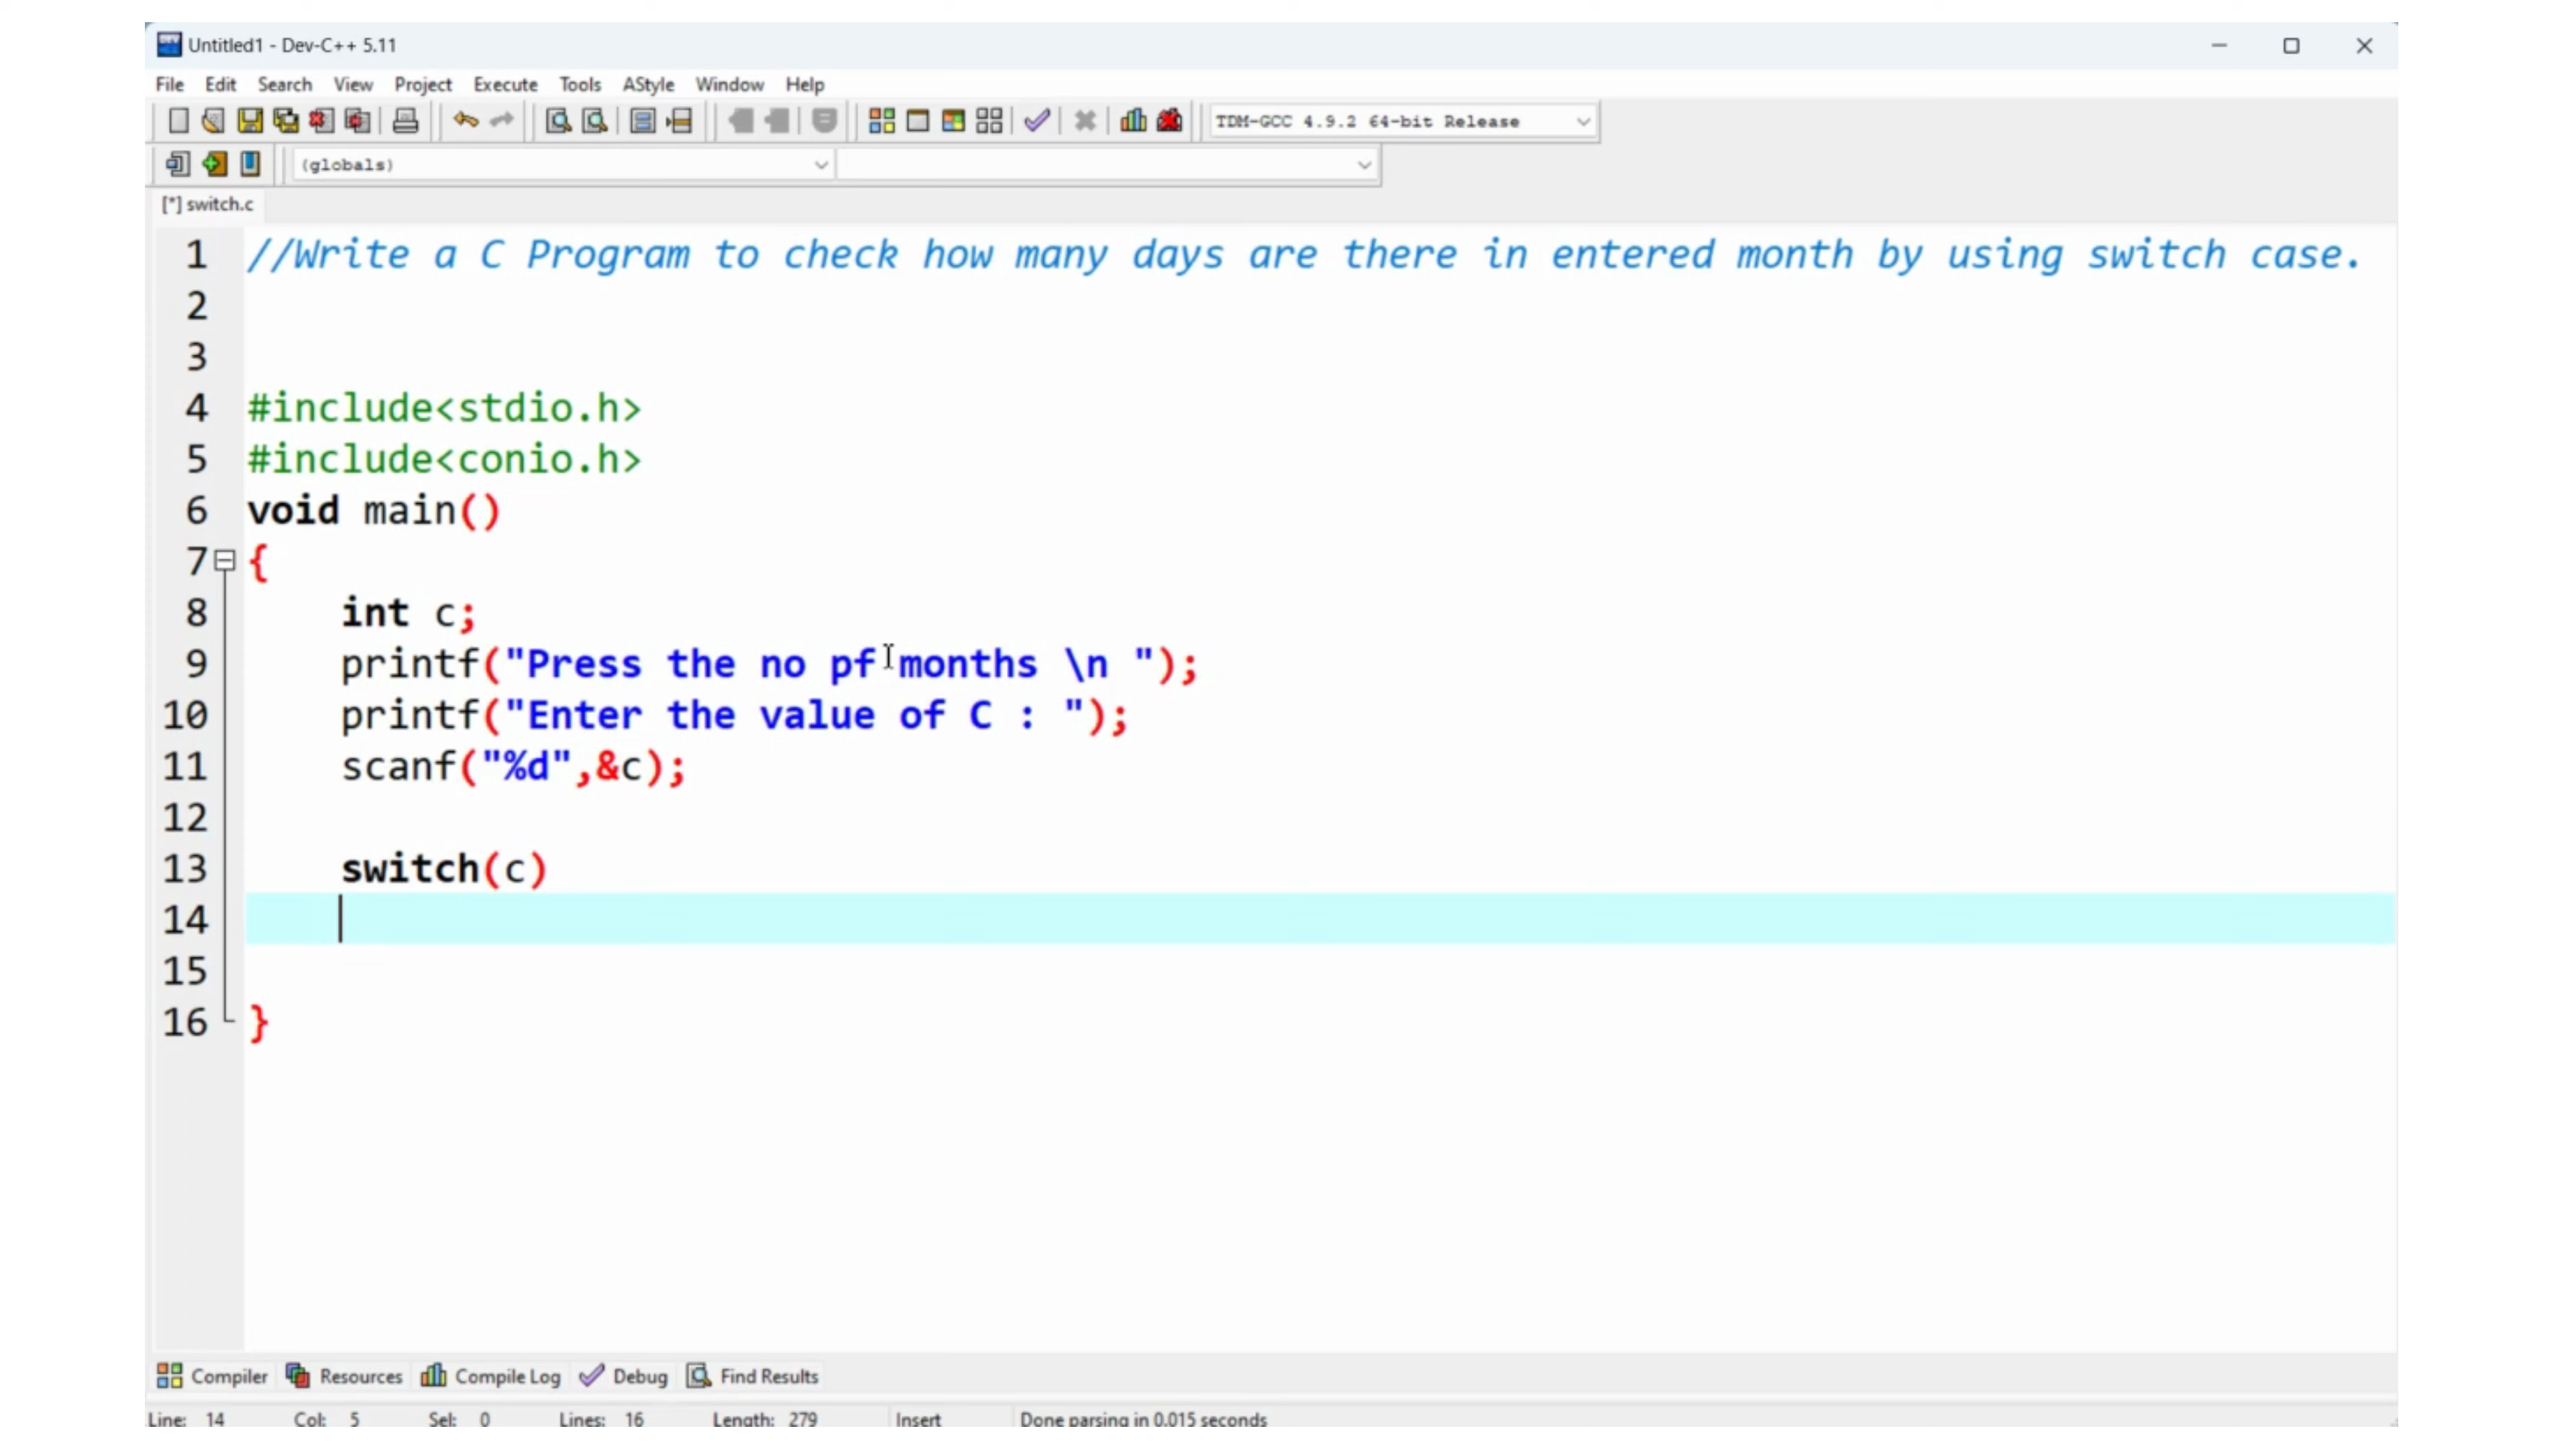 Untitled1 - Dev-C++ 5.11
File Edit Search View Project Execute Tools AStyle Window Help
TDM-GCC 4.9.2 64-bit Release
(globals)
[*] switch.c
1 //Write a C Program to check how many days are there in entered month by using switch case.
2
3
4 #include<stdio.h>
5 #include<conio.h>
6 void main()
7 {
8 int c;
9 printf("Press the no pf months \n ");
10 printf("Enter the value of C : ");
11 scanf("%d",&c);
12
13 switch(c)
14
15
16 }
Compiler Resources Compile Log Debug Find Results
Line: 14 Col: 5 Sel: 0 Lines: 16 Length: 279 Insert Done parsing in 0.015 seconds